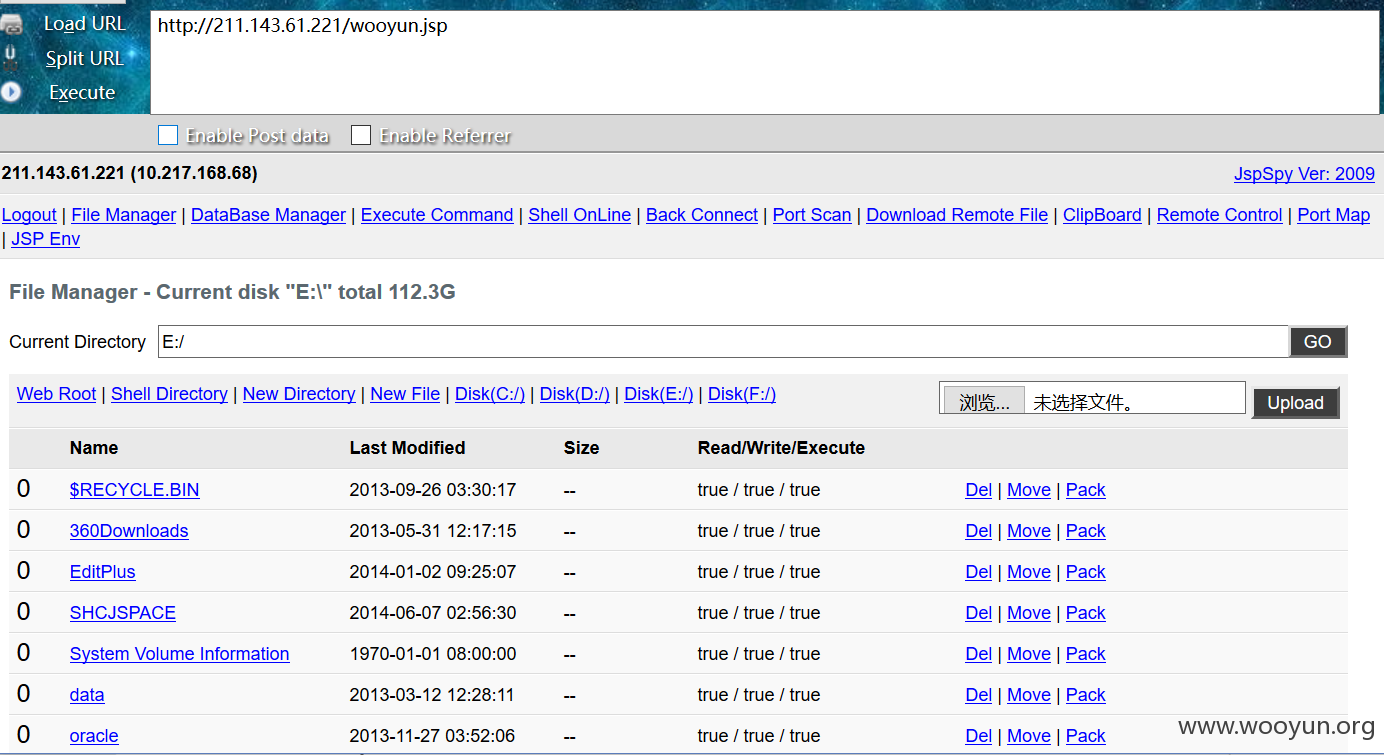 Load URL
http://211.143.61.221/wooyun.jsp
Split URL
Execute
Enable Post data Enable Referrer
211.143.61.221 (10.217.168.68) JspSpy Ver: 2009
Logout | File Manager | DataBase Manager | Execute Command | Shell OnLine | Back Connect | Port Scan | Download Remote File | ClipBoard | Remote Control | Port Map
| JSP Env
File Manager - Current disk "E:\" total 112.3G
Current Directory E:/ GO
Web Root | Shell Directory | New Directory | New File | Disk(C:/) | Disk(D:/) | Disk(E:/) | Disk(F:/) 浏览... 未选择文件。 Upload
Name Last Modified Size Read/Write/Execute
0 $RECYCLE.BIN 2013-09-26 03:30:17 -- true / true / true Del | Move | Pack
0 360Downloads 2013-05-31 12:17:15 -- true / true / true Del | Move | Pack
0 EditPlus 2014-01-02 09:25:07 -- true / true / true Del | Move | Pack
0 SHCJSPACE 2014-06-07 02:56:30 -- true / true / true Del | Move | Pack
0 System Volume Information 1970-01-01 08:00:00 -- true / true / true Del | Move | Pack
0 data 2013-03-12 12:28:11 -- true / true / true Del | Move | Pack
0 oracle 2013-11-27 03:52:06 -- true / true / true Del | Move | Pack
www.wooyun.org